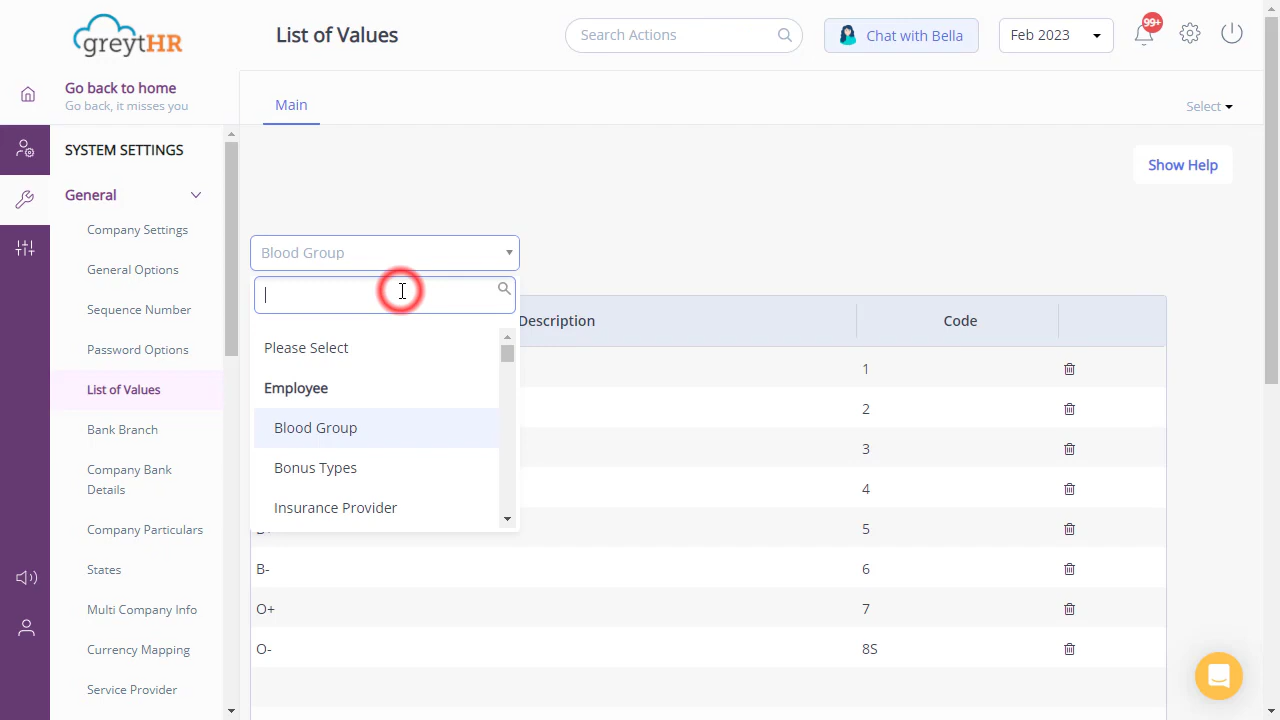 greytHR
List of Values
Search Actions
Chat with Bella
Feb 2023
99+
Go back to home
Go back, it misses you
Main
Select
SYSTEM SETTINGS
Show Help
General
Company Settings
General Options
Sequence Number
Password Options
List of Values
Bank Branch
Company Bank
Details
Company Particulars
States
Multi Company Info
Currency Mapping
Service Provider
Blood Group
Please Select
Employee
Blood Group
Bonus Types
Insurance Provider
Description Code
1
2
3
4
5
B- 6
O+ 7
O- 8S